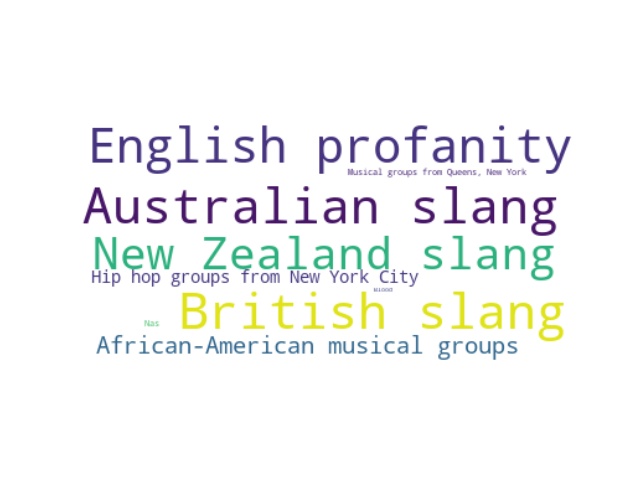 English profanity
Musical groups from Queens, New York
Australian slang
New Zealand slang
Hip hop groups from New York City
British slang
Nas
African-American musical groups